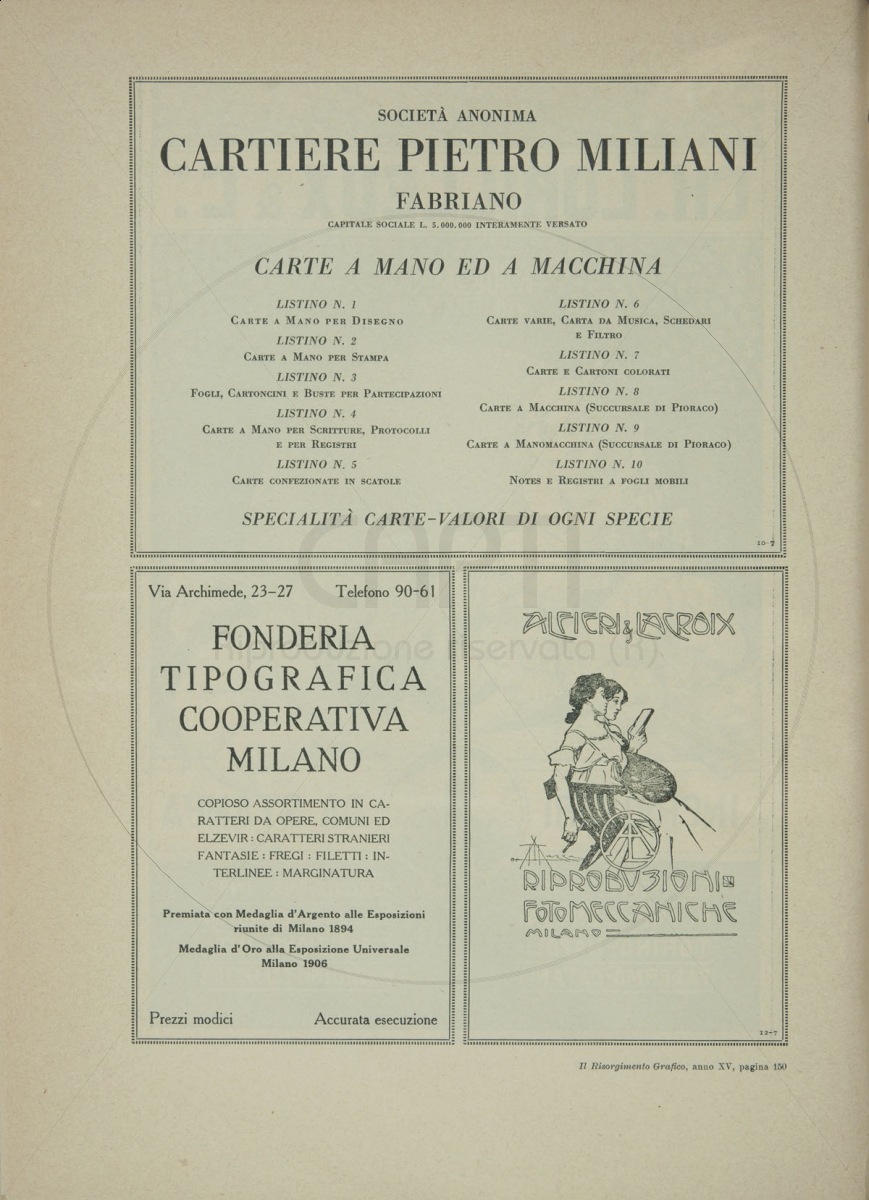 SOCIETÀ ANONIMA
CARTIERE PIETRO MILIANI
FABRIANO
CAPITALE SOCIALE L. 5.000.000 INTERAMENTE VERSATO
CARTE A MANO ED A MACCHINA
LISTINO N. 1
CARTE A MANO PER DISEGNO
LISTINO N. 2
CARTE A MANO PER STAMPA
LISTINO N. 3
FOGLI, CARTONCINI E BUSTE PER PARTECIPAZIONI
LISTINO N. 4
CARTE A MANO PER SCRITTURE, PROTOCOLLI
E PER REGISTRI
LISTINO N. 5
CARTE CONFEZIONATE IN SCATOLE
LISTINO N. 6
CARTE VARIE, CARTA DA MUSICA, SCHEDARI
E FILTRO
LISTINO N. 7
CARTE E CARTONI COLORATI
LISTINO N. 8
CARTE A MACCHINA (SUCCURSALE DI PIORACO)
LISTINO N. 9
CARTE A MANOMACCHINA (SUCCURSALE DI PIORACO)
LISTINO N. 10
NOTES E REGISTRI A FOGLI MOBILI
SPECIALITÀ CARTE-VALORI DI OGNI SPECIE
10-7
Via Archimede, 23-27 Telefono 90-61
FONDERIA
TIPOGRAFICA
COOPERATIVA
MILANO
COPIOSO ASSORTIMENTO IN CA-
RATTERI DA OPERE, COMUNI ED
ELZEVIR : CARATTERI STRANIERI
FANTASIE : FREGI : FILETTI : IN-
TERLINEE : MARGINATURA
Premiata con Medaglia d'Argento alle Esposizioni
riunite di Milano 1894
Medaglia d'Oro alla Esposizione Universale
Milano 1906
Prezzi modici Accurata esecuzione
ALFIERI & LACROIX
RIPRODUZIONI
FOTOMECCANICHE
MILANO
12-7
Il Risorgimento Grafico, anno XV, pagina 150
riproduzione riservata